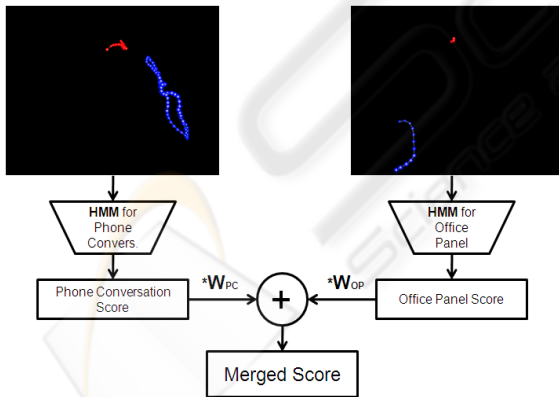 HMM for
Phone
Convers.
HMM for
Office
Panel
Phone Conversation
Score
*WPC
+
*WOP
Office Panel Score
Merged Score